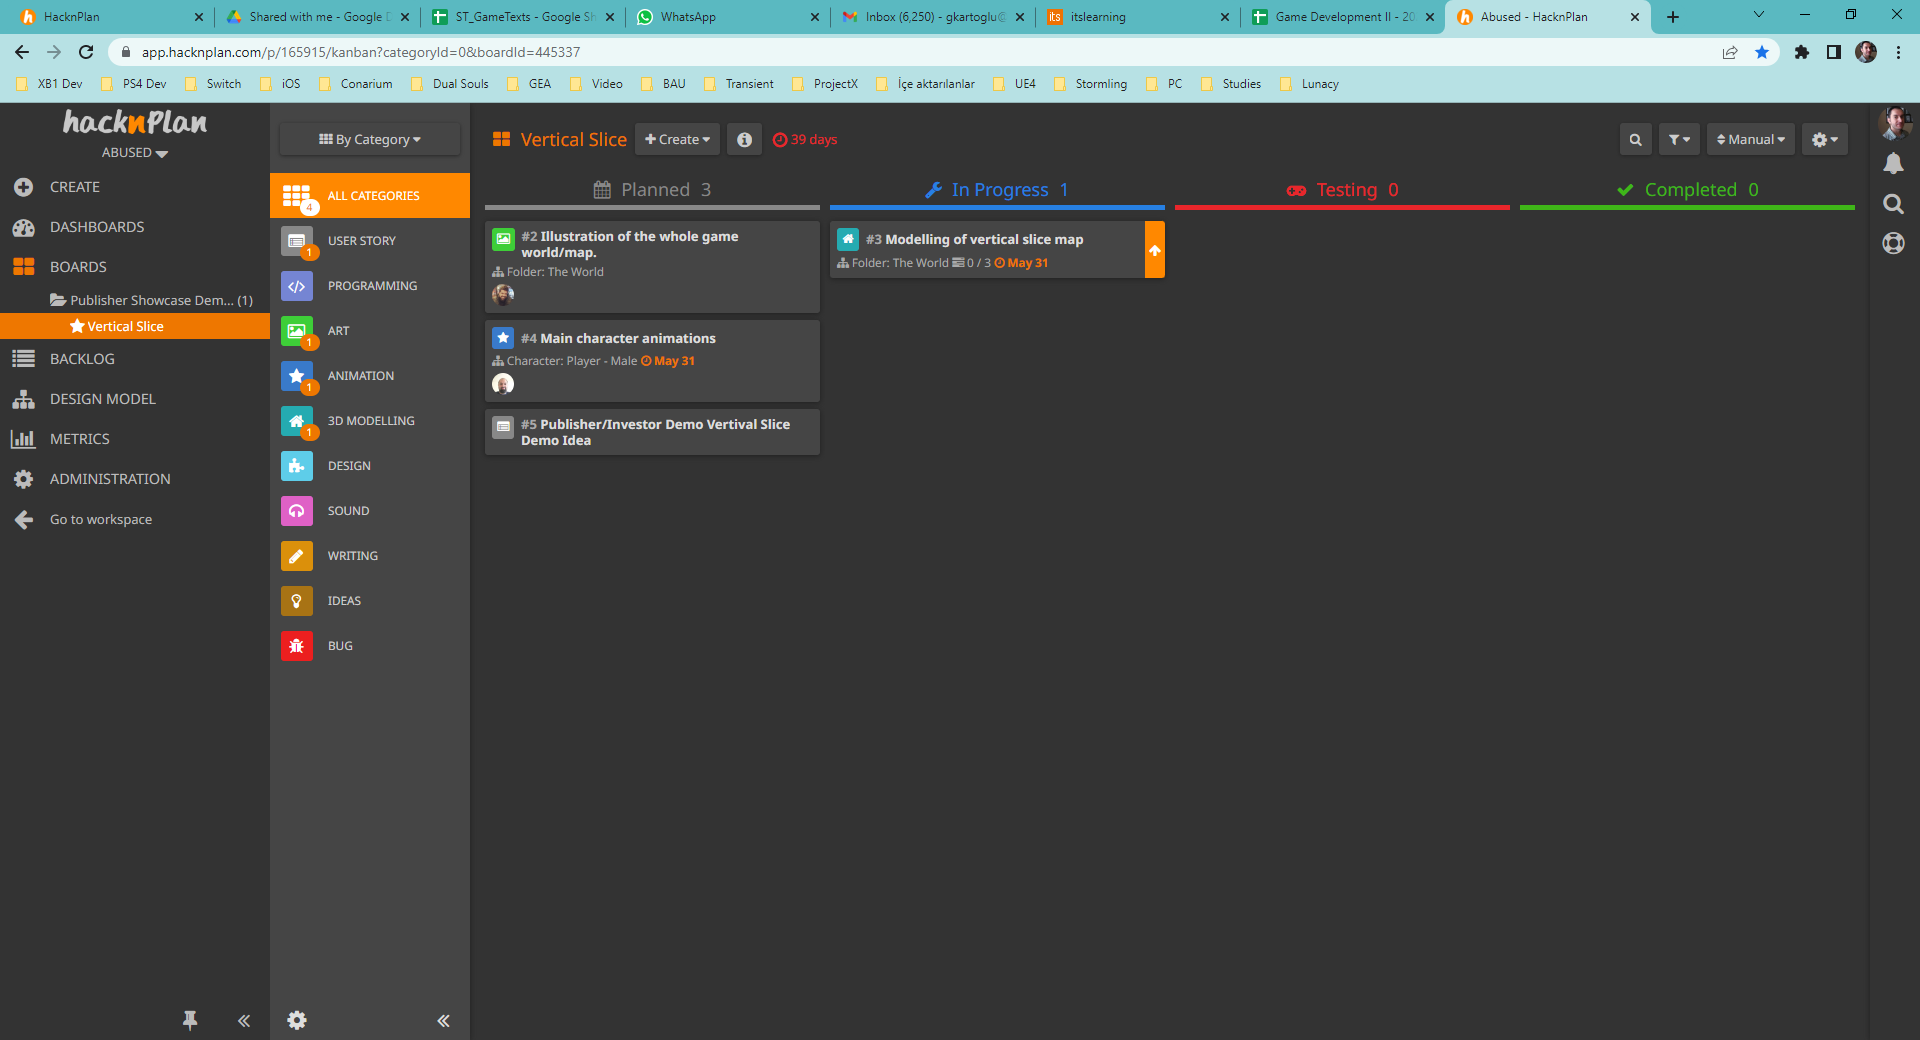 HacknPlan
Shared with me - Google D
ST_GameTexts - Google Sh
WhatsApp
Inbox (6,250) - gkartoglu@
its
itslearning
Game Development II - 20
Abused - HacknPlan
app.hacknplan.com/p/165915/kanban?categoryId=0&boardId=445337
XB1 Dev
PS4 Dev
Switch
iOS
Conarium
Dual Souls
GEA
Video
BAU
Transient
ProjectX
İçe aktarılanlar
UE4
Stormling
PC
Studies
Lunacy
hacknPlan
ABUSED
CREATE
DASHBOARDS
BOARDS
Publisher Showcase Dem... (1)
Vertical Slice
BACKLOG
DESIGN MODEL
METRICS
ADMINISTRATION
Go to workspace
By Category
ALL CATEGORIES
4
USER STORY
1
PROGRAMMING
ART
1
ANIMATION
1
3D MODELLING
1
DESIGN
SOUND
WRITING
IDEAS
BUG
Vertical Slice
Create
39 days
Manual
Planned 3
#2 Illustration of the whole game
world/map.
Folder: The World
#4 Main character animations
Character: Player - Male May 31
#5 Publisher/Investor Demo Vertival Slice
Demo Idea
In Progress 1
#3 Modelling of vertical slice map
Folder: The World 0 / 3 May 31
Testing 0
Completed 0